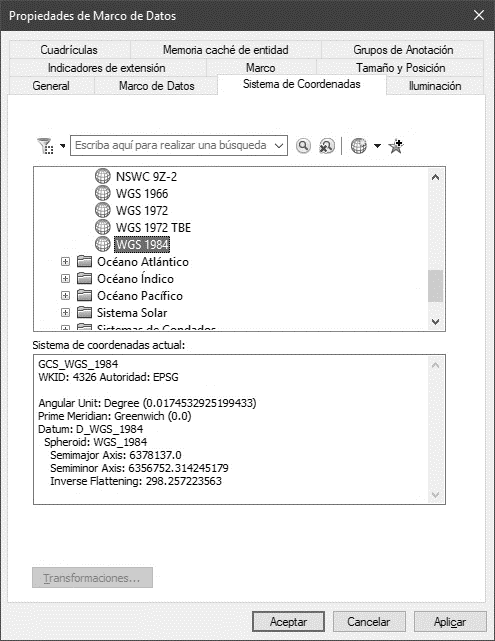 Propiedades de Marco de Datos
Cuadrículas Memoria caché de entidad Grupos de Anotación
Indicadores de extensión Marco Tamaño y Posición
General Marco de Datos Sistema de Coordenadas Iluminación
Escriba aquí para realizar una búsqueda
NSWC 9Z-2
WGS 1966
WGS 1972
WGS 1972 TBE
WGS 1984
Océano Atlántico
Océano Índico
Océano Pacífico
Sistema Solar
Sistemas de Condados
Sistema de coordenadas actual:
GCS_WGS_1984
WKID: 4326 Autoridad: EPSG
Angular Unit: Degree (0.0174532925199433)
Prime Meridian: Greenwich (0.0)
Datum: D_WGS_1984
Spheroid: WGS_1984
Semimajor Axis: 6378137.0
Semiminor Axis: 6356752.314245179
Inverse Flattening: 298.257223563
Transformaciones...
Aceptar Cancelar Aplicar